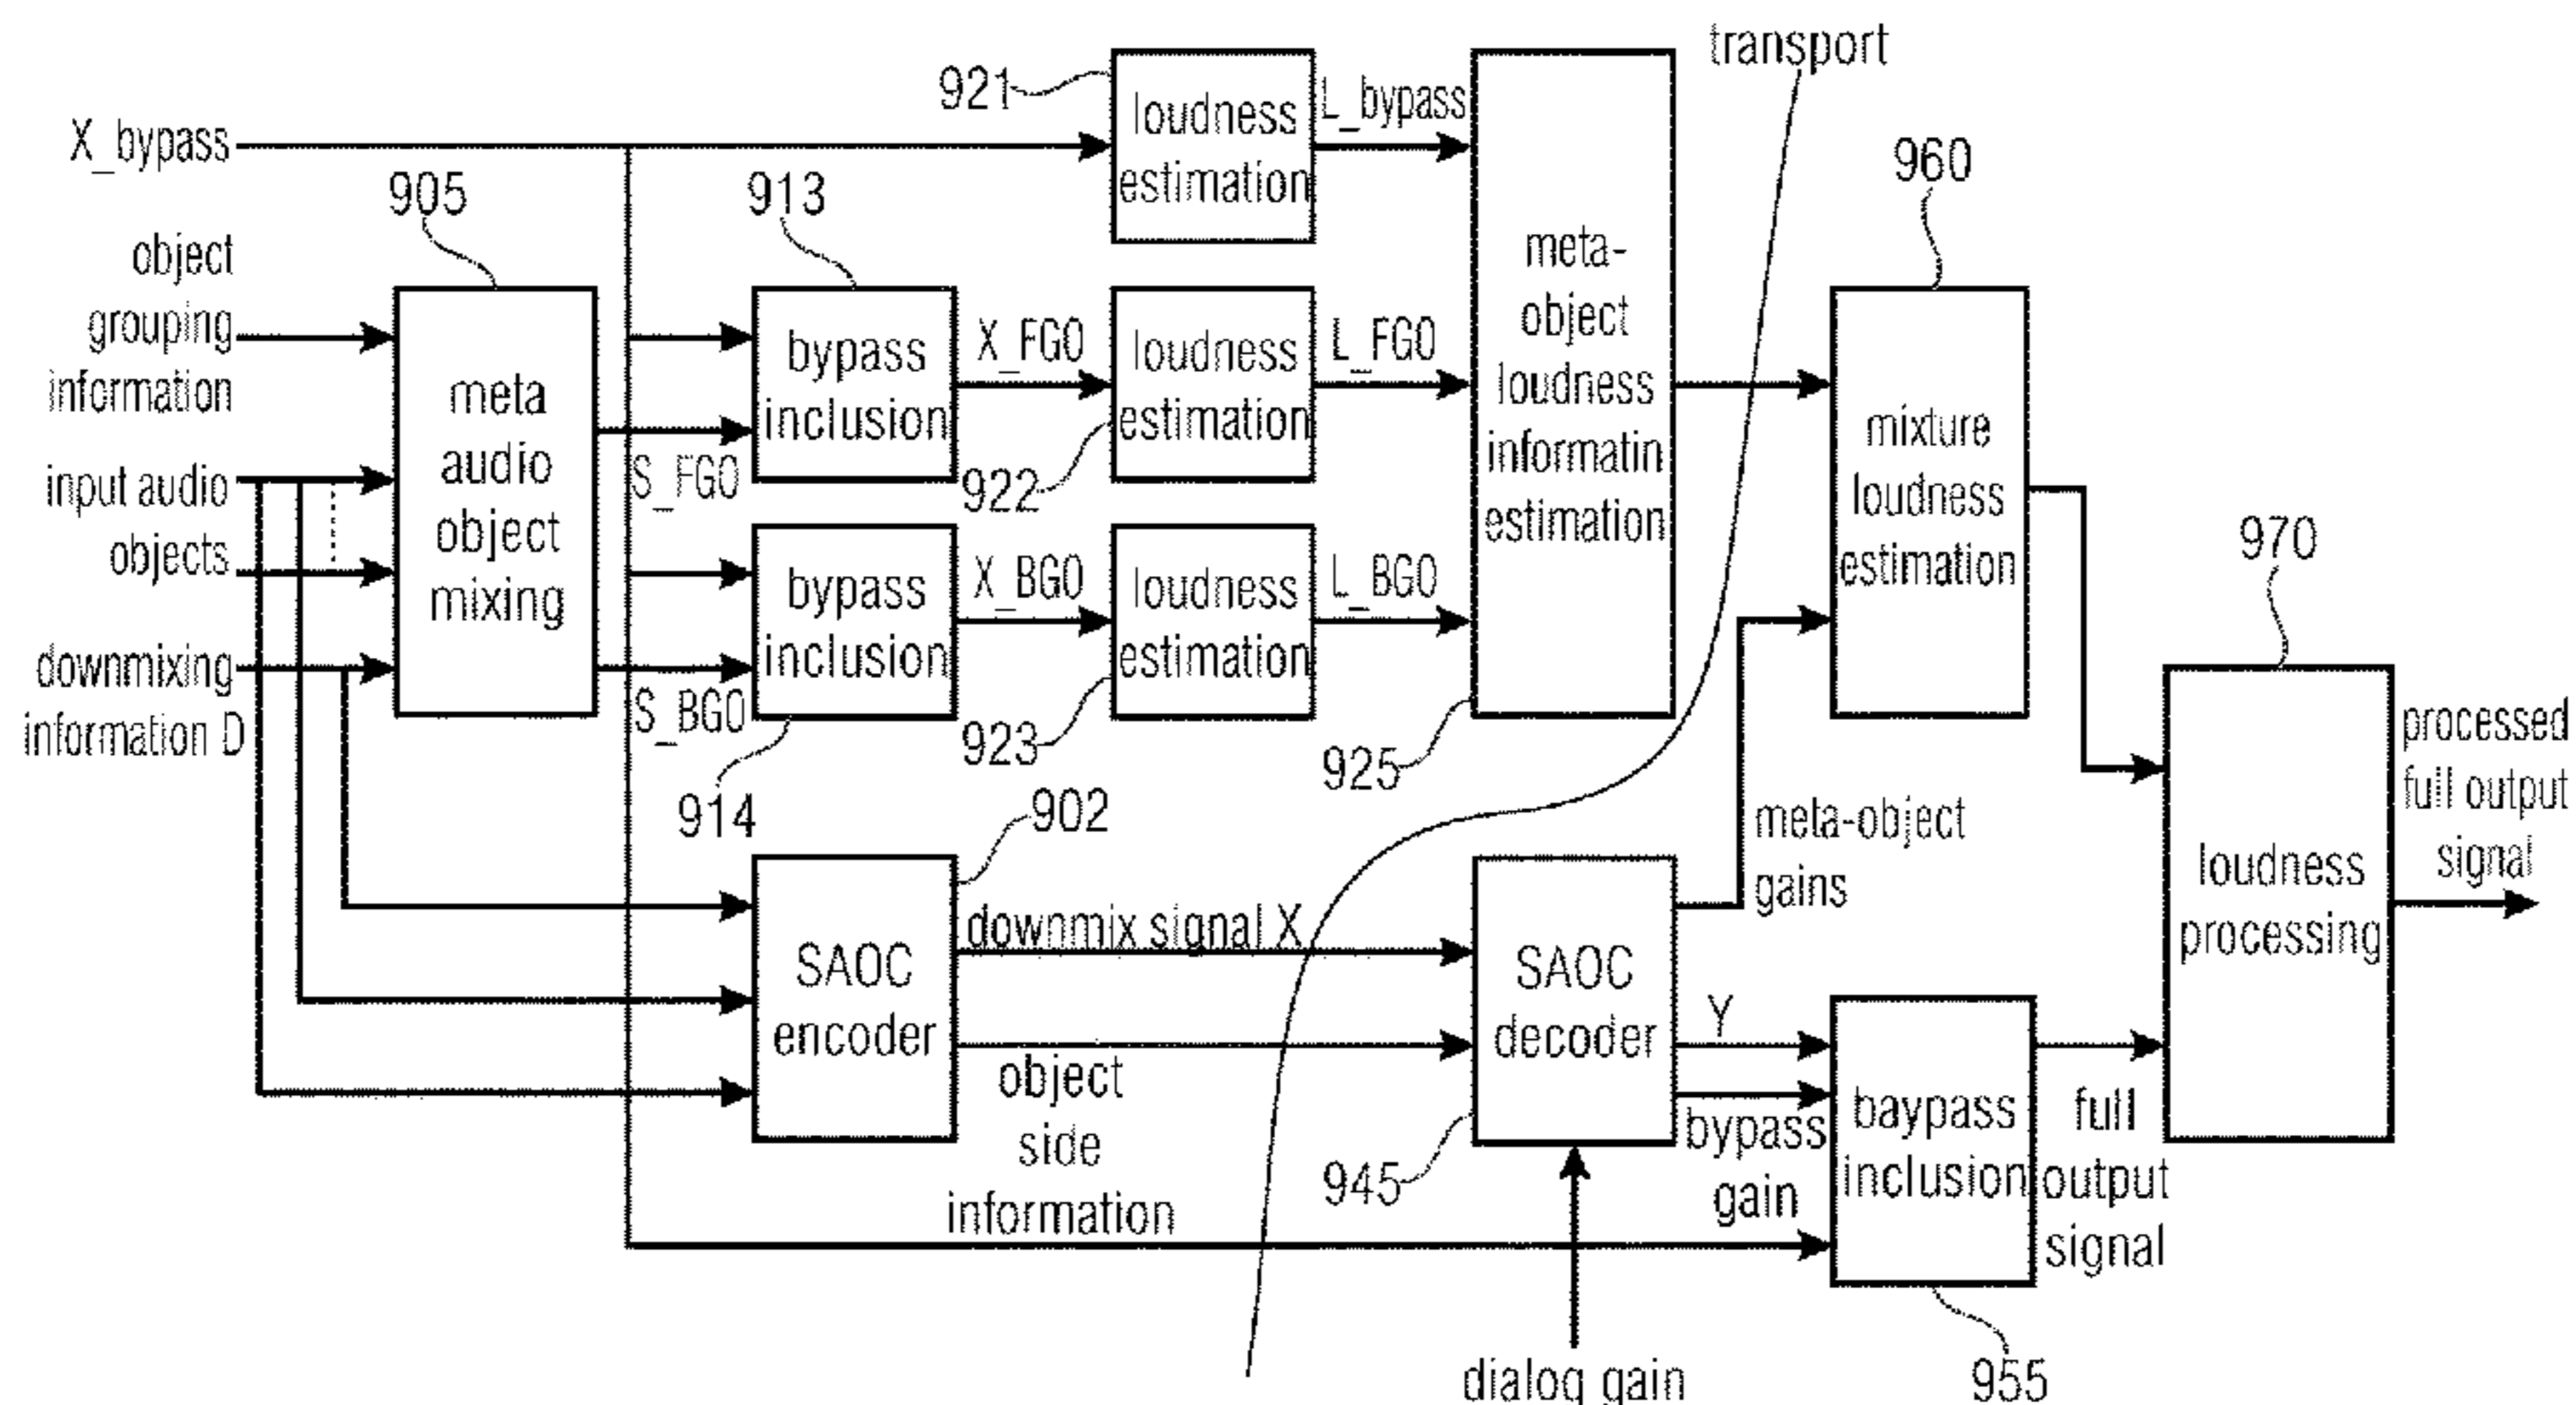 transport
921
loudness
estimation
L_bypass
X_bypass
905
913
960
object
grouping
information
meta-
object
loudness
informatin
estimation
bypass
inclusion
X_FGO
loudness
estimation
L_FGO
meta
audio
object
mixing
mixture
loudness
estimation
input audio
objects
S_FGO
922
970
bypass
inclusion
X_BGO
loudness
estimation
L_BGO
downmixing
information D
S_BGO
914
923
925
processed
full output
signal
902
meta-object
gains
loudness
processing
downmix signal X
SAOC
encoder
SAOC
decoder
object
side
information
Y
bypass
gain
baypass
inclusion
full
output
signal
945
dialog gain
955